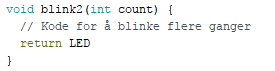 void blink2(int count) {
  // Kode for å blinke flere ganger
  return LED
}